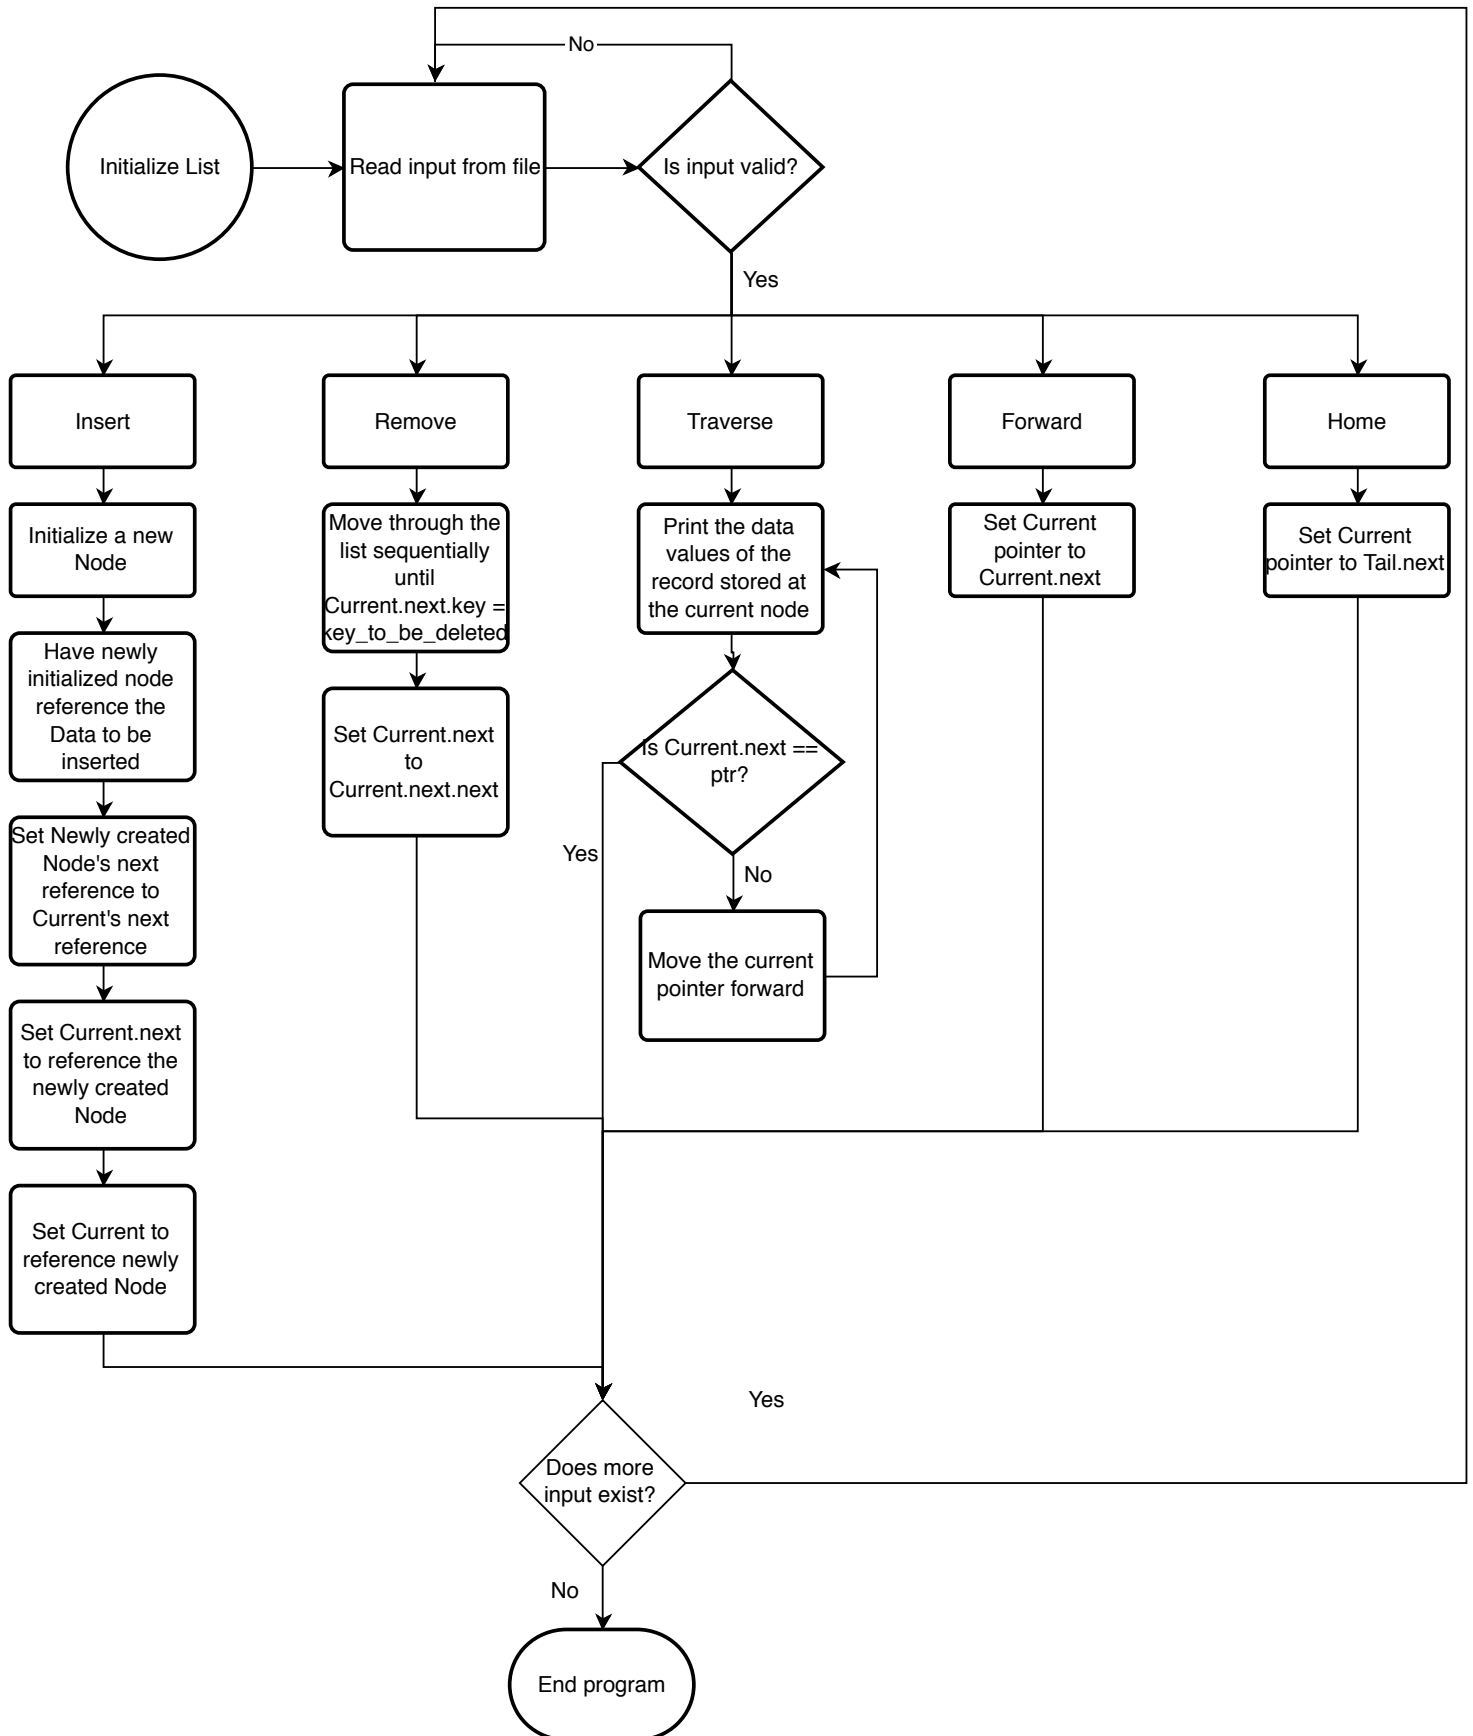 No
Initialize List
Read input from file
Is input valid?
Yes
Insert
Remove
Traverse
Forward
Home
Initialize a new
Node
Move through the
list sequentially
until
Current.next.key =
key_to_be_deleted
Print the data
values of the
record stored at
the current node
Set Current
pointer to
Current.next
Set Current
pointer to Tail.next
Have newly
initialized node
reference the
Data to be
inserted
Set Current.next
to
Current.next.next
Is Current.next ==
ptr?
Yes
No
Set Newly created
Node's next
reference to
Current's next
reference
Move the current
pointer forward
Set Current.next
to reference the
newly created
Node
Set Current to
reference newly
created Node
Yes
Does more
input exist?
No
End program